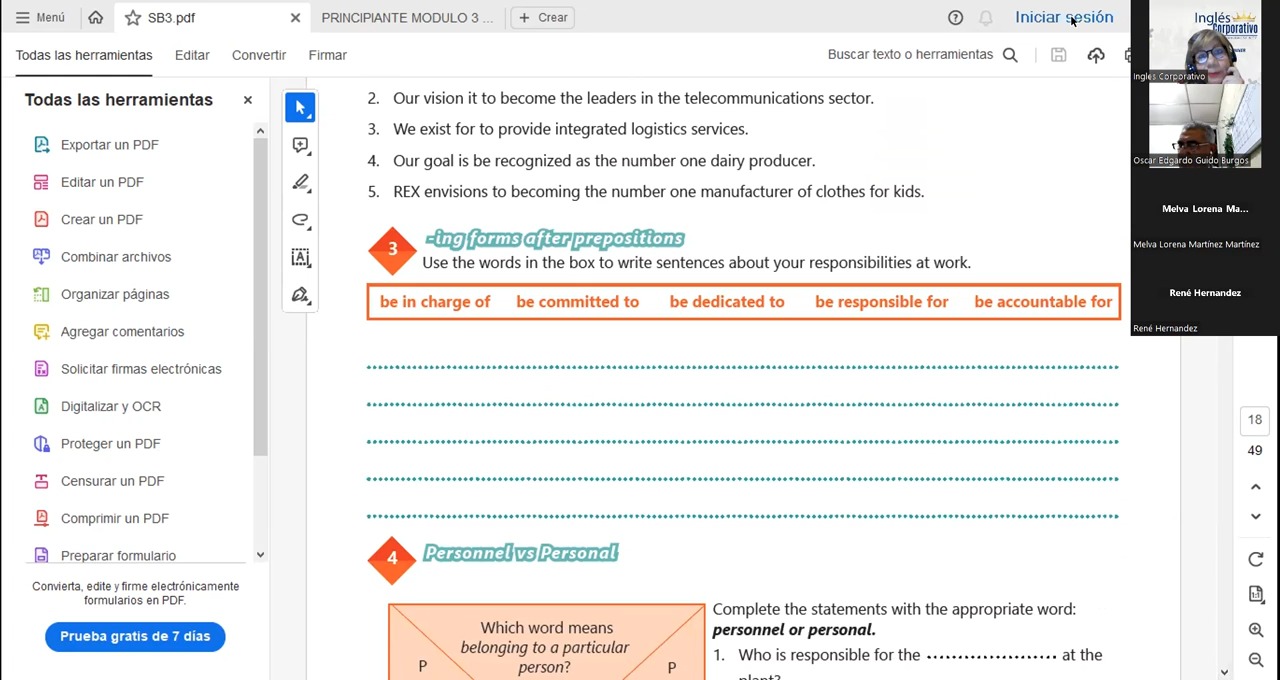 Menú
SB3.pdf
PRINCIPIANTE MODULO 3 ...
Crear
Iniciar sesión
Todas las herramientas
Editar
Convertir
Firmar
Buscar texto o herramientas
Todas las herramientas
Exportar un PDF
Editar un PDF
Crear un PDF
Combinar archivos
Organizar páginas
Agregar comentarios
Solicitar firmas electrónicas
Digitalizar y OCR
Proteger un PDF
Censurar un PDF
Comprimir un PDF
Preparar formulario
Convierta, edite y firme electrónicamente
formularios en PDF.
Prueba gratis de 7 días
2. Our vision it to become the leaders in the telecommunications sector.
3. We exist for to provide integrated logistics services.
4. Our goal is be recognized as the number one dairy producer.
5. REX envisions to becoming the number one manufacturer of clothes for kids.
3
-ing forms after prepositions
Use the words in the box to write sentences about your responsibilities at work.
be in charge of be committed to be dedicated to be responsible for be accountable for
4
Personnel vs Personal
Which word means
belonging to a particular
person?
P
P
Complete the statements with the appropriate word:
personnel or personal.
1. Who is responsible for the .................... at the
plant?
Inglés
Corporativo
Ingles Corporativo
Oscar Edgardo Guido Burgos
Melva Lorena Ma...
Melva Lorena Martínez Martínez
René Hernandez
René Hernandez
18
49